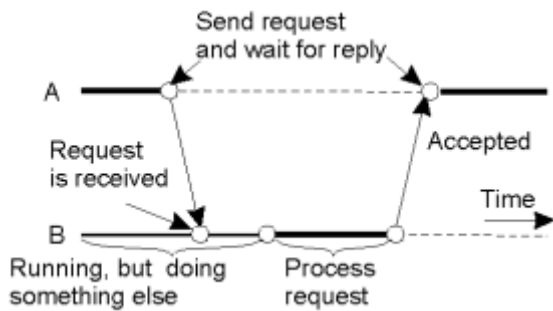 Send request
and wait for reply
A
Request
is received
Accepted
Time
B
Running, but doing
something else
Process
request